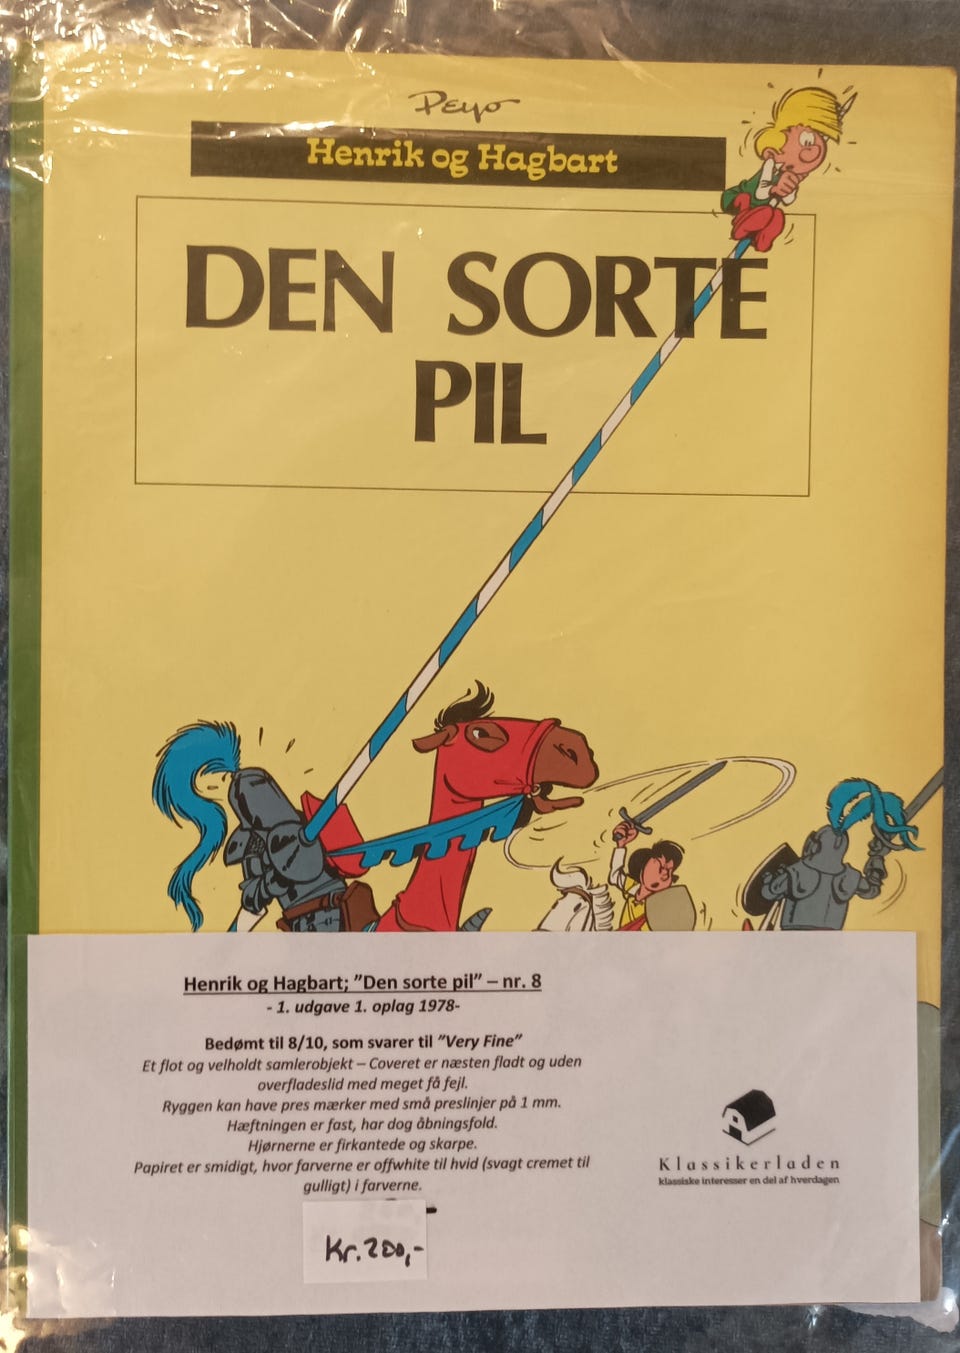 Peyo
Henrik og Hagbart
DEN SORTE
PIL
Henrik og Hagbart; ”Den sorte pil” – nr. 8
- 1. udgave 1. oplag 1978-
Bedømt til 8/10, som svarer til ”Very Fine”
Et flot og velholdt samlerobjekt – Coveret er næsten fladt og uden
overfladeslid med meget få fejl.
Ryggen kan have pres mærker med små preslinjer på 1 mm.
Hæftningen er fast, har dog åbningsfold.
Hjørnerne er firkantede og skarpe.
Papiret er smidigt, hvor farverne er offwhite til hvid (svagt cremet til
gulligt) i farverne.
Kr. 200,-
Klassikerladen
klassiske interesser en del af hverdagen